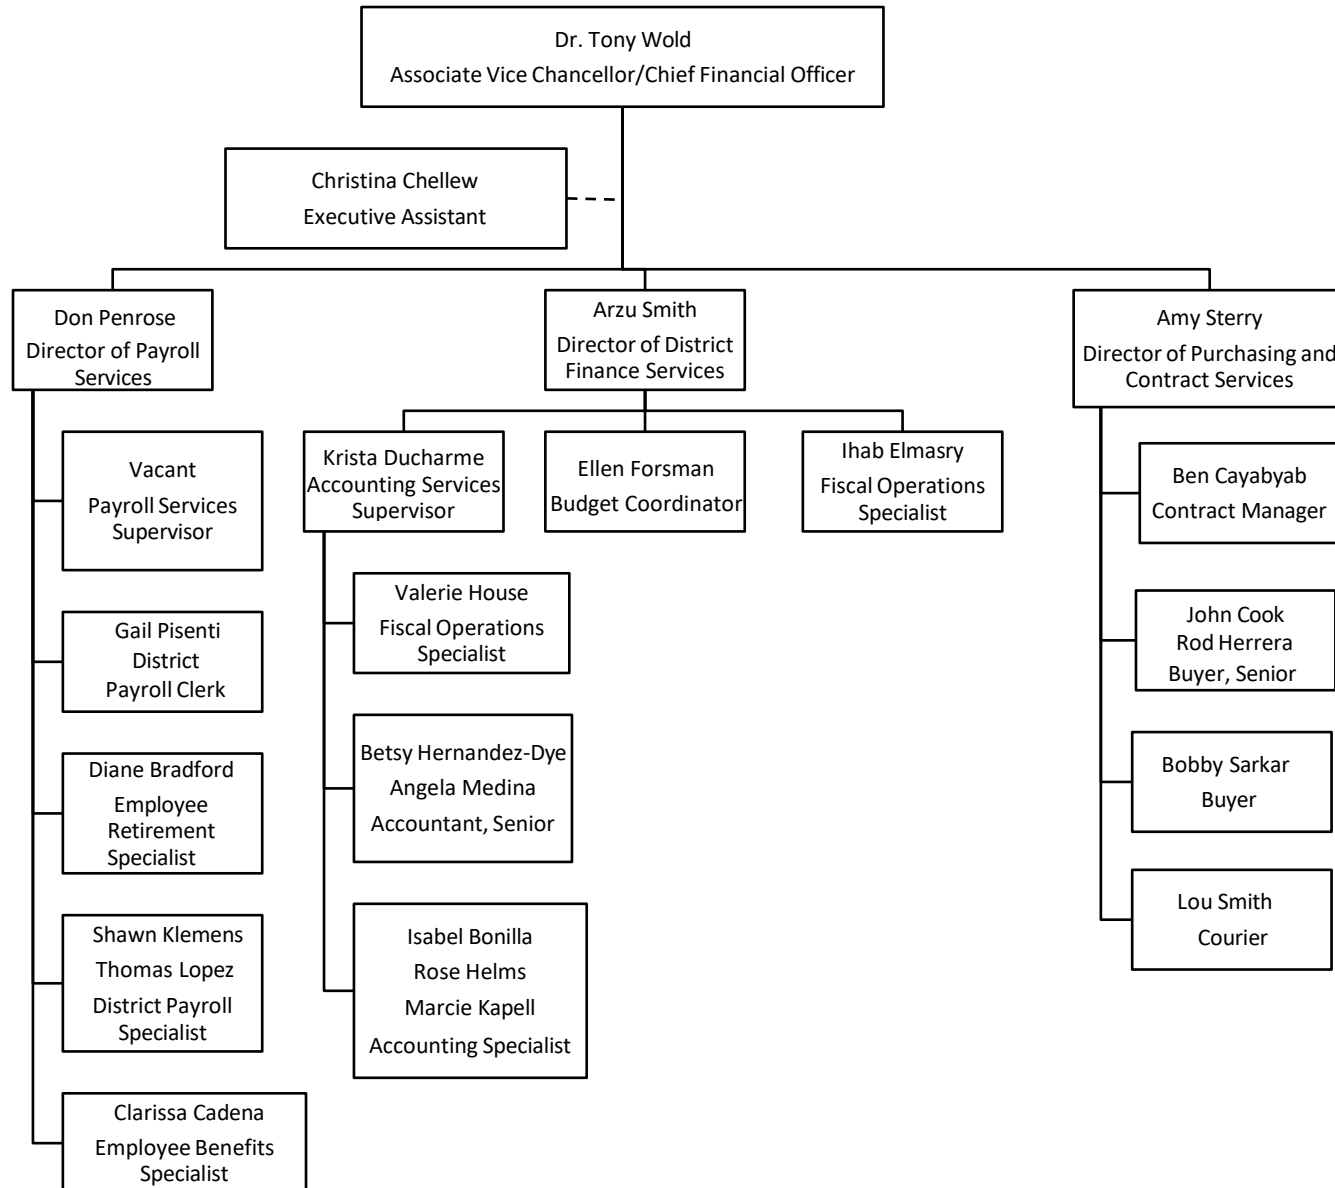 Dr. Tony Wold
Associate Vice Chancellor/Chief Financial Officer
Christina Chellew
Executive Assistant
Don Penrose
Director of Payroll
Services
Arzu Smith
Director of District
Finance Services
Amy Sterry
Director of Purchasing and
Contract Services
Vacant
Payroll Services
Supervisor
Gail Pisenti
District
Payroll Clerk
Diane Bradford
Employee
Retirement
Specialist
Shawn Klemens
Thomas Lopez
District Payroll
Specialist
Clarissa Cadena
Employee Benefits
Specialist
Krista Ducharme
Accounting Services
Supervisor
Ellen Forsman
Budget Coordinator
Ihab Elmasry
Fiscal Operations
Specialist
Valerie House
Fiscal Operations
Specialist
Betsy Hernandez-Dye
Angela Medina
Accountant, Senior
Isabel Bonilla
Rose Helms
Marcie Kapell
Accounting Specialist
Ben Cayabyab
Contract Manager
John Cook
Rod Herrera
Buyer, Senior
Bobby Sarkar
Buyer
Lou Smith
Courier